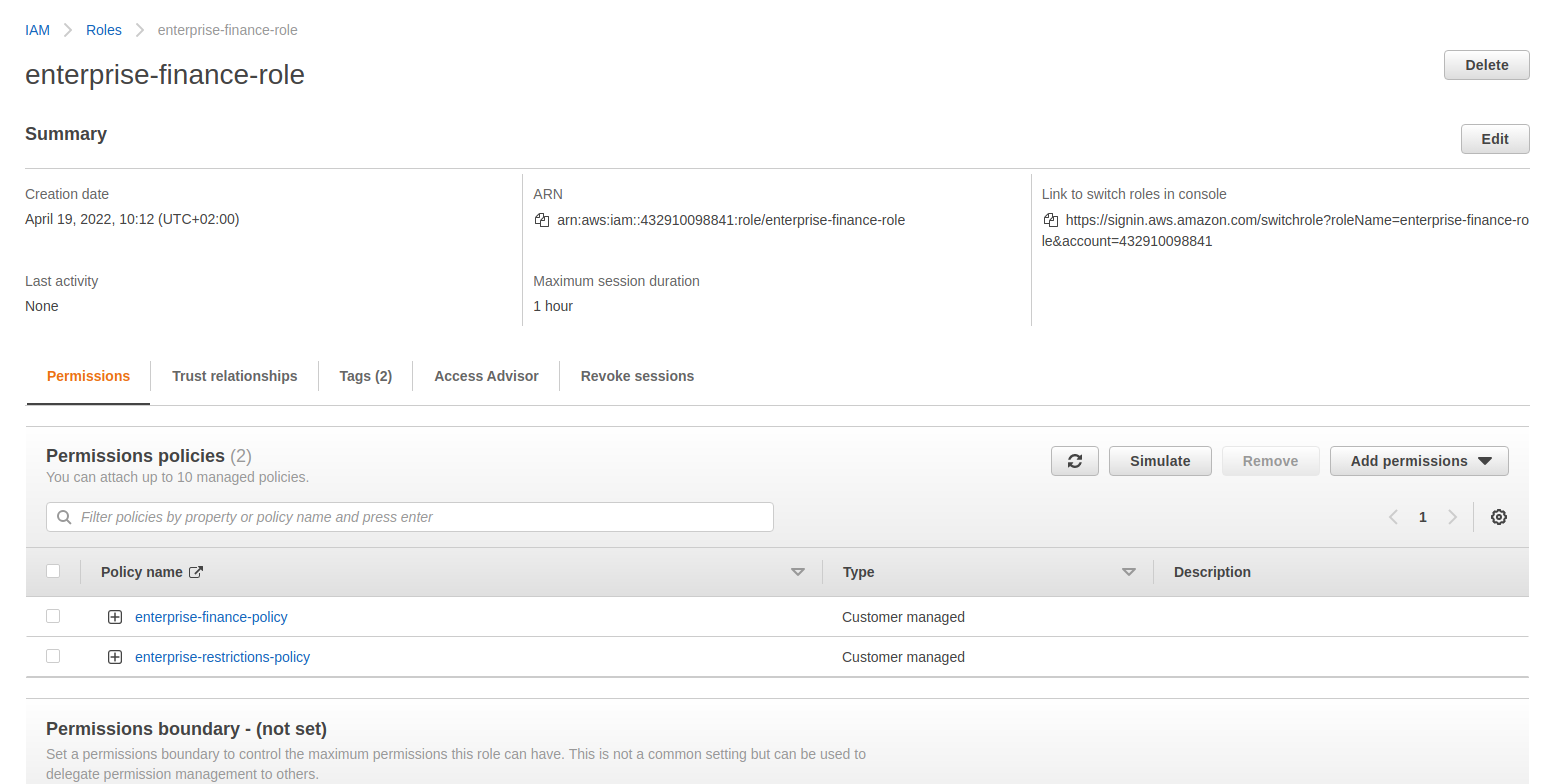 IAM
Roles
enterprise-finance-role
enterprise-finance-role
Delete
Summary
Edit
Creation date
April 19, 2022, 10:12 (UTC+02:00)
ARN
arn:aws:iam::432910098841:role/enterprise-finance-role
Link to switch roles in console
https://signin.aws.amazon.com/switchrole?roleName=enterprise-finance-ro
le&account=432910098841
Last activity
None
Maximum session duration
1 hour
Permissions
Trust relationships
Tags (2)
Access Advisor
Revoke sessions
Permissions policies (2)
You can attach up to 10 managed policies.
Simulate
Remove
Add permissions
Filter policies by property or policy name and press enter
1
Policy name
Type
Description
enterprise-finance-policy
Customer managed
enterprise-restrictions-policy
Customer managed
Permissions boundary - (not set)
Set a permissions boundary to control the maximum permissions this role can have. This is not a common setting but can be used to
delegate permission management to others.